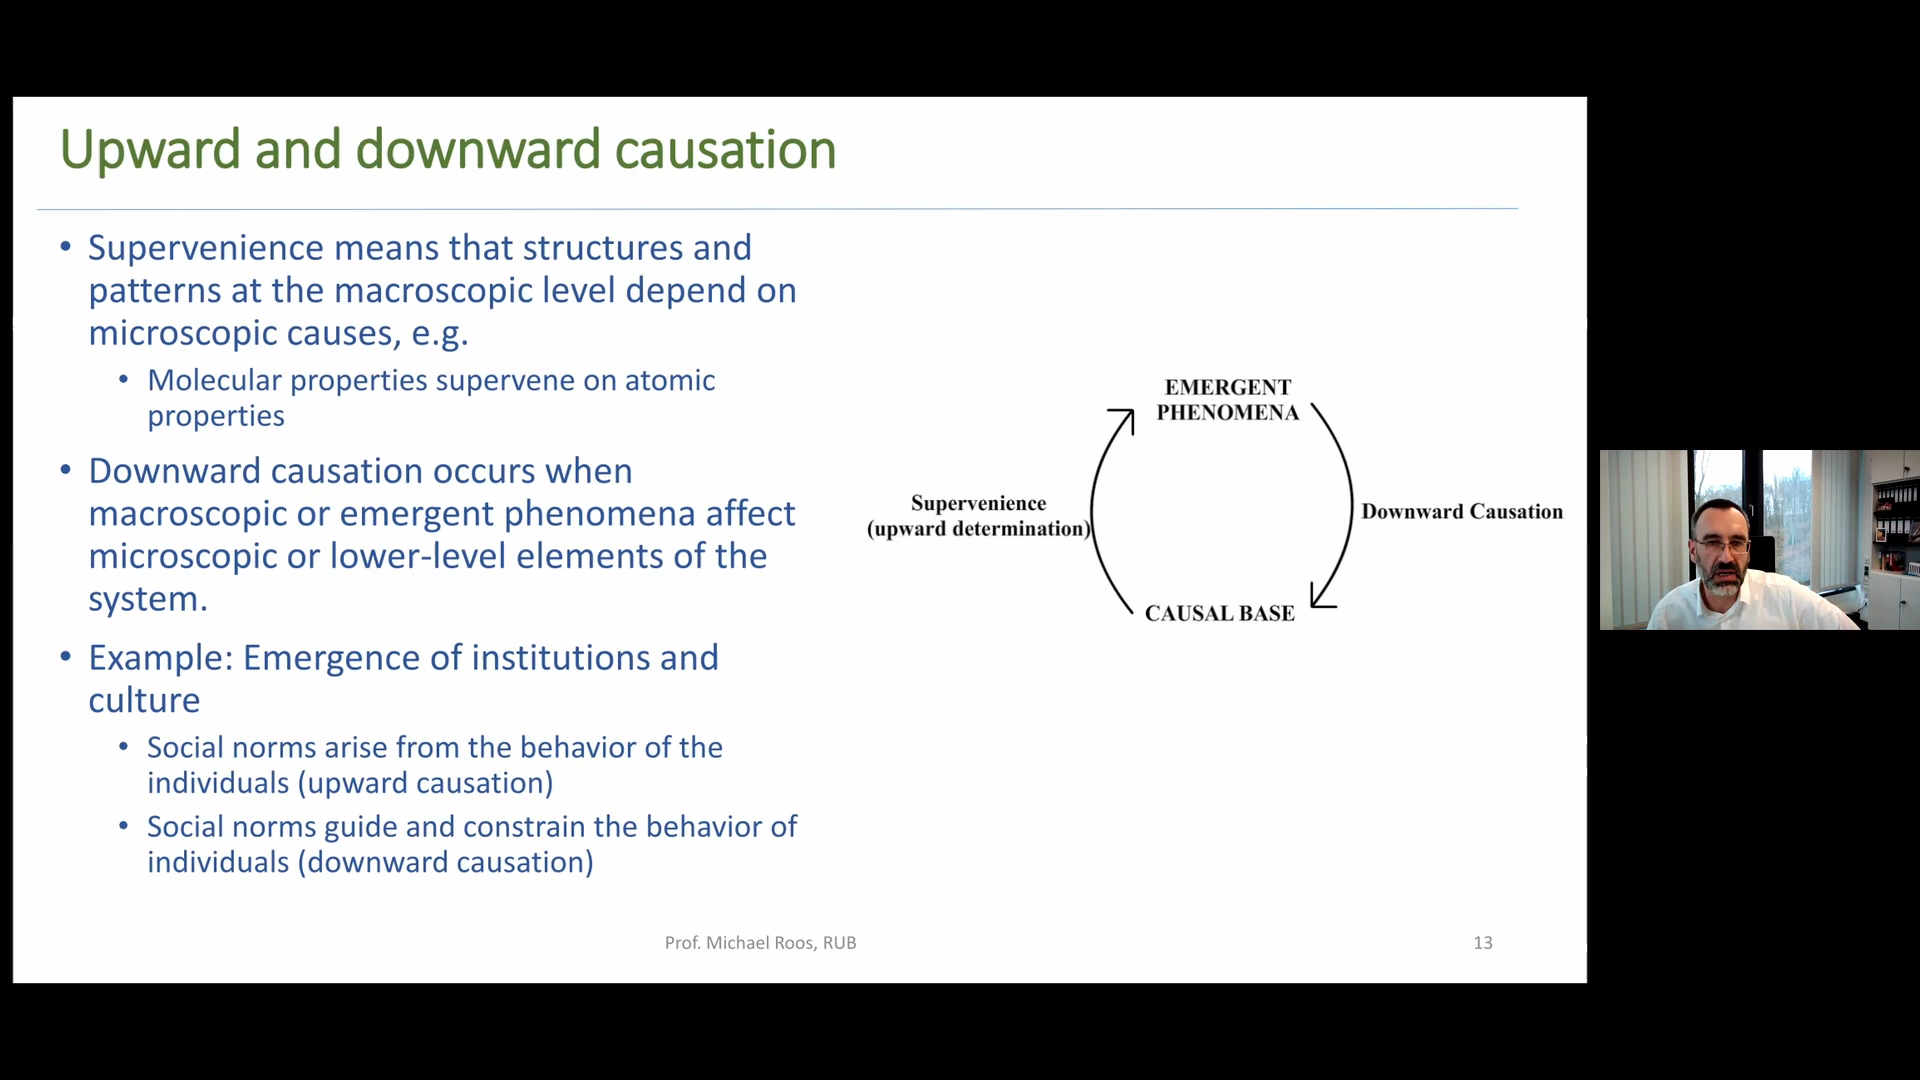 Upward and downward causation
• Supervenience means that structures and
patterns at the macroscopic level depend on
microscopic causes, e.g.
• Molecular properties supervene on atomic
properties
• Downward causation occurs when
macroscopic or emergent phenomena affect
microscopic or lower-level elements of the
system.
• Example: Emergence of institutions and
culture
• Social norms arise from the behavior of the
individuals (upward causation)
• Social norms guide and constrain the behavior of
individuals (downward causation)
EMERGENT
PHENOMENA
Supervenience
(upward determination)
Downward Causation
CAUSAL BASE
Prof. Michael Roos, RUB
13